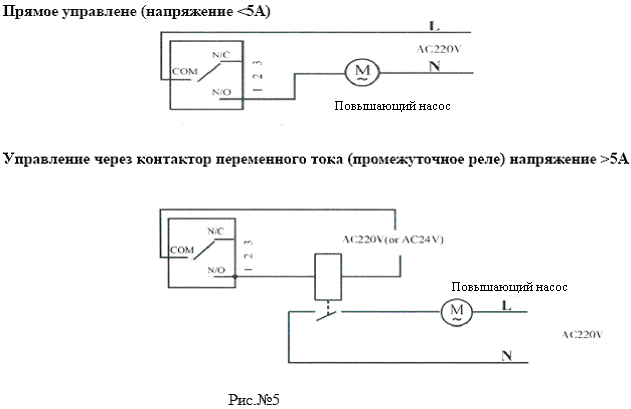 Прямое управлене (напряжение <5А)
L
N/C
AC220V
COM
1 2 3
M
~
N
N/O
Повышающий насос
Управление через контактор переменного тока (промежуточное реле) напряжение >5А
N/C
AC220V(or AC24V)
COM
1 2 3
N/O
Повышающий насос
M
~
L
AC220V
N
Рис.№5